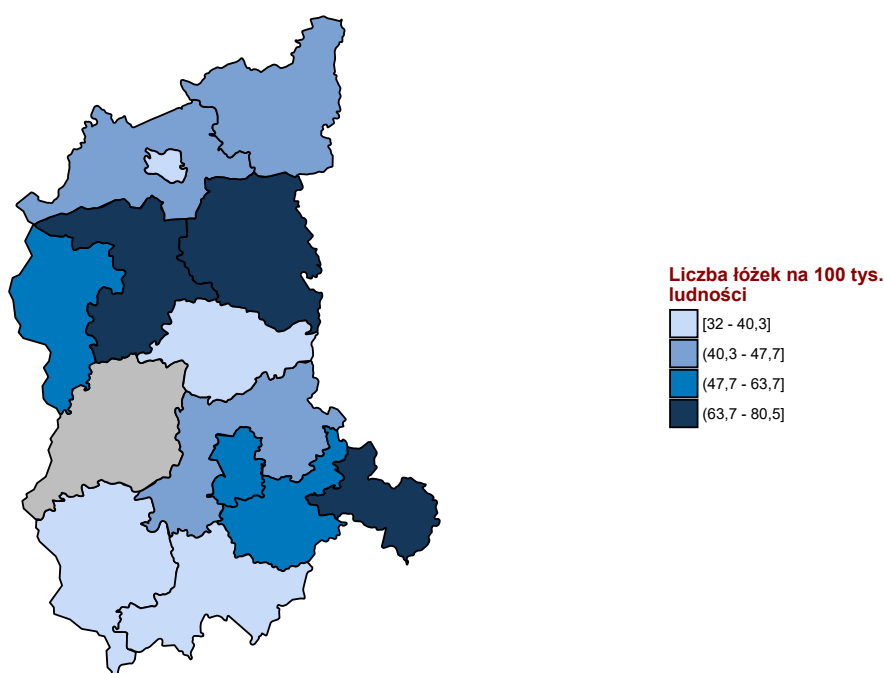 Liczba łóżek na 100 tys.
ludności
[32 - 40,3]
(40,3 - 47,7]
(47,7 - 63,7]
(63,7 - 80,5]